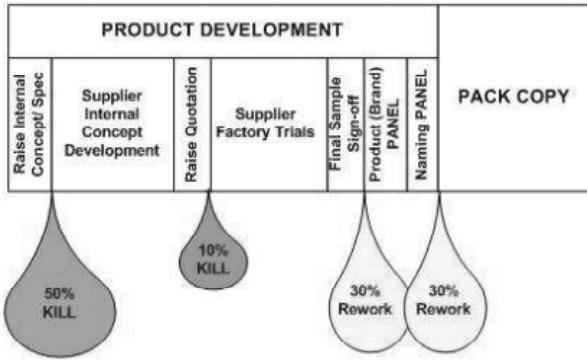 PRODUCT DEVELOPMENT
PACK COPY
Raise Internal
Concept/ Spec
Supplier
Internal
Concept
Development
Raise Quotation
Supplier
Factory Trials
Final Sample
Sign-off
Product (Brand)
PANEL
Naming PANEL
50%
KILL
10%
KILL
30%
Rework
30%
Rework